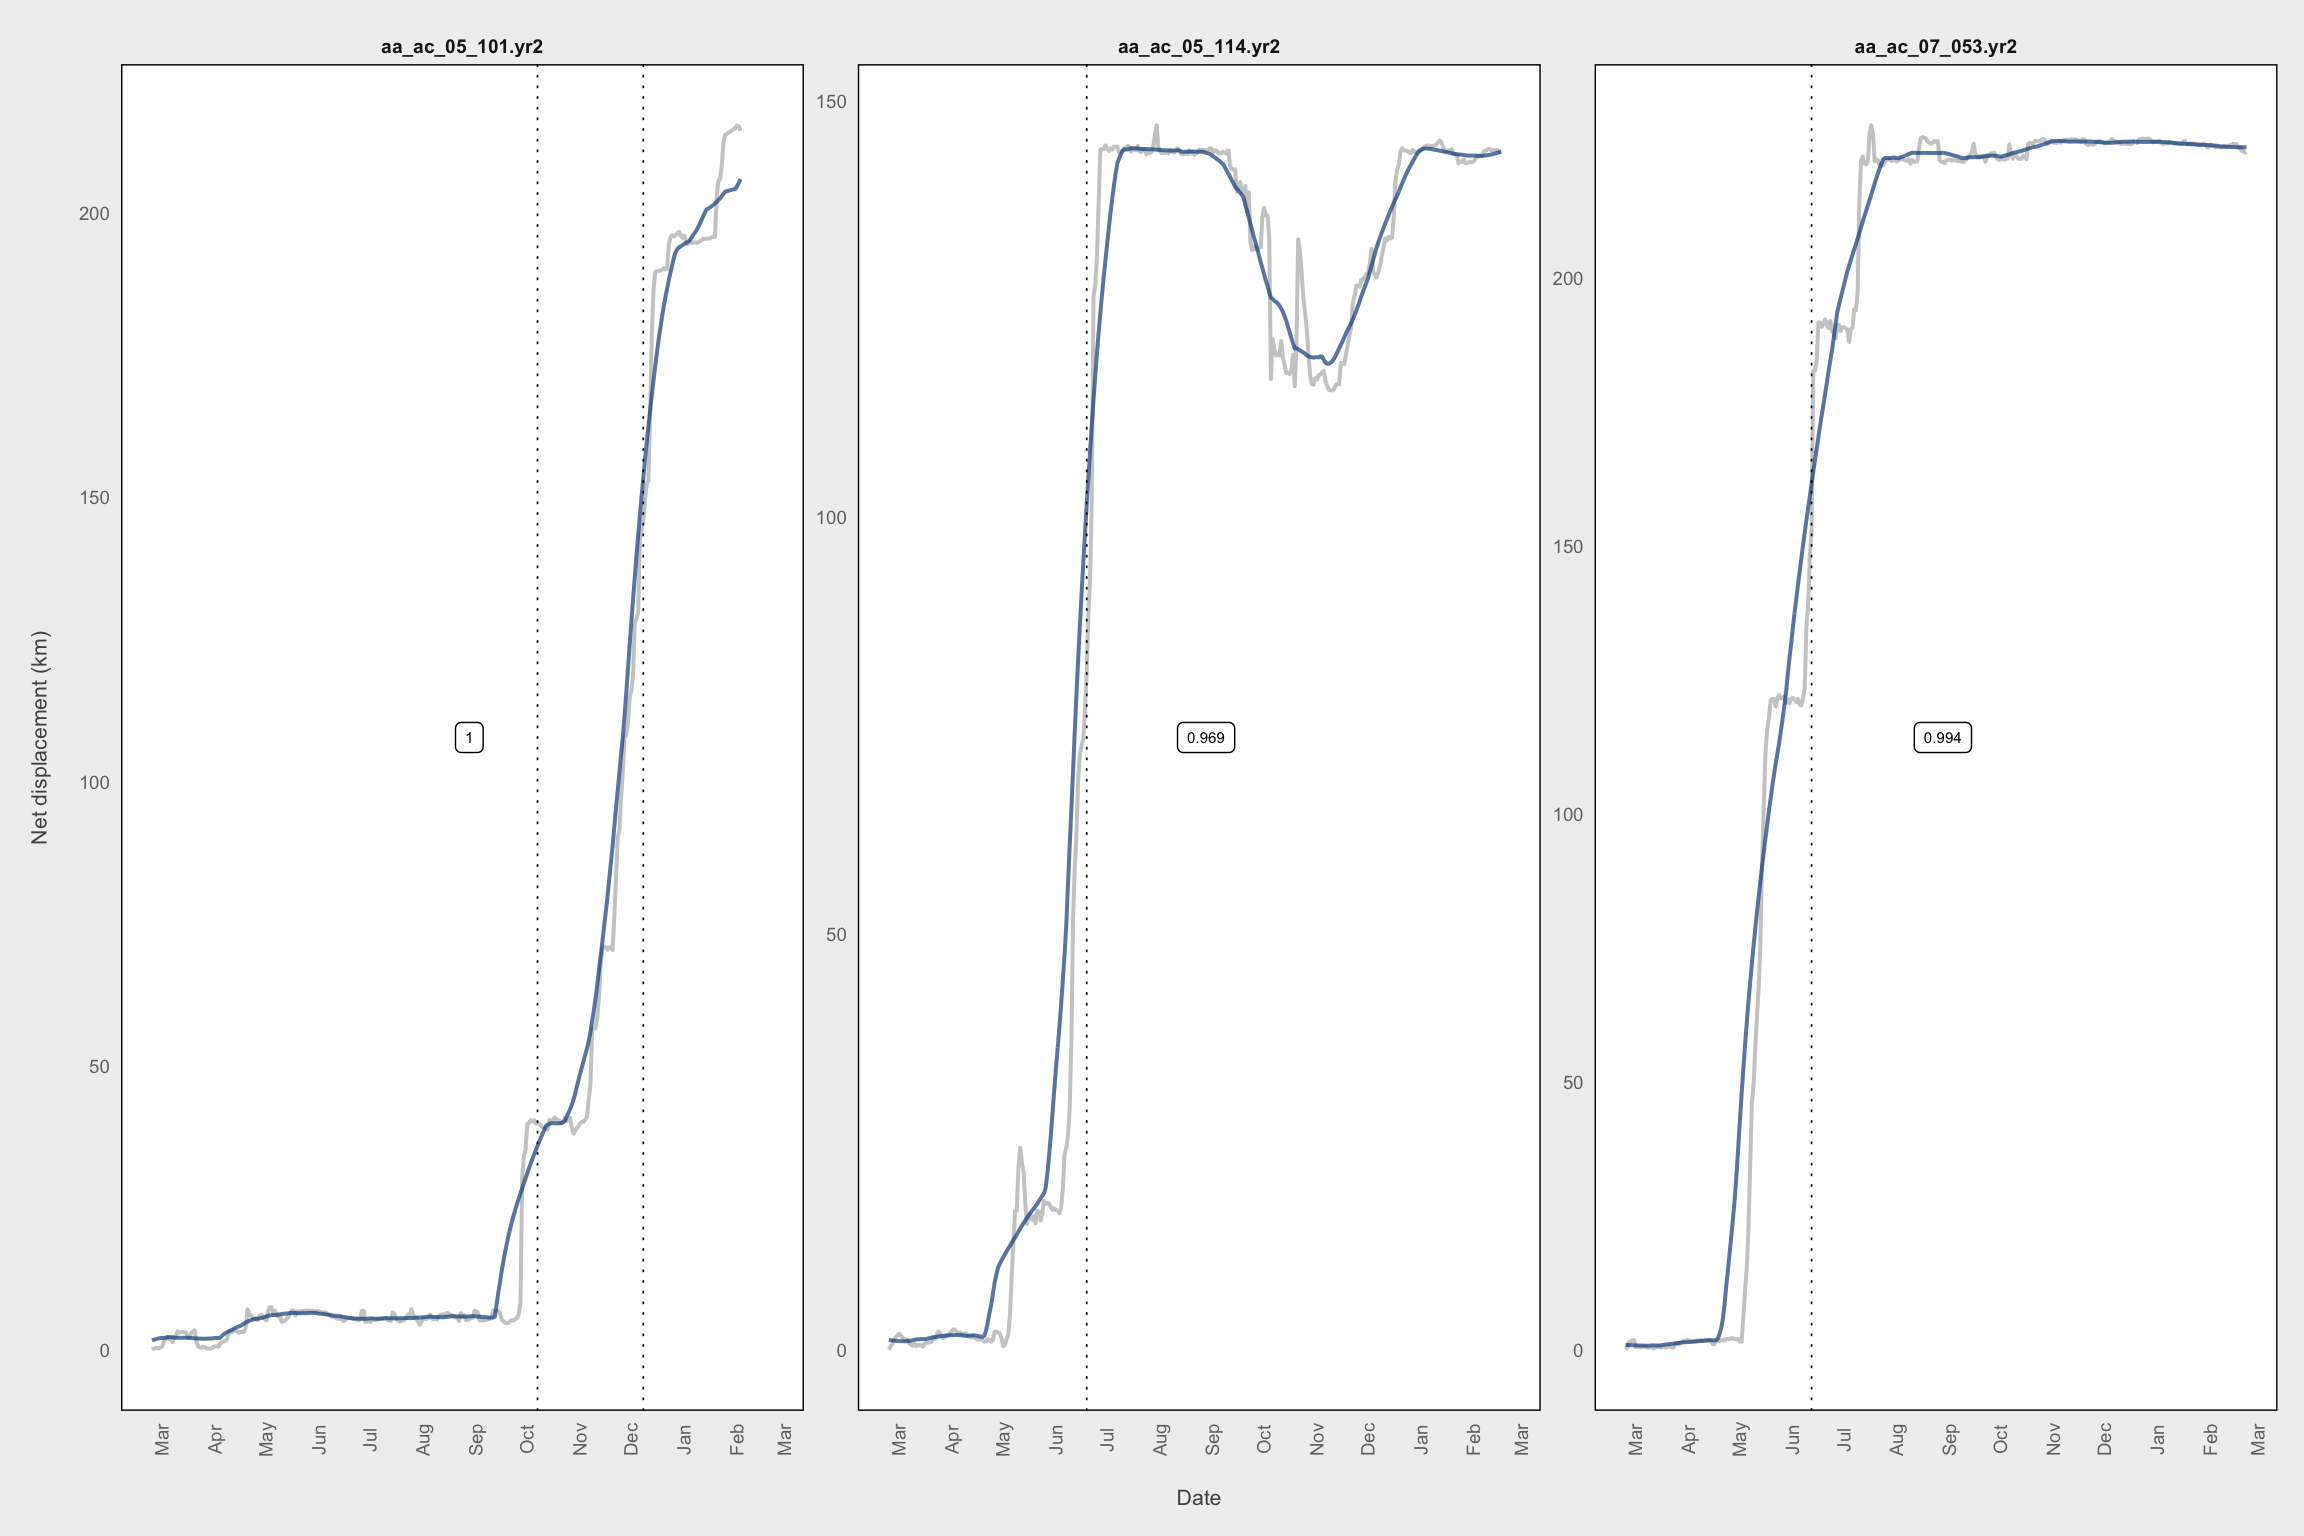 aa_ac_05_101.yr2
aa_ac_05_114.yr2
aa_ac_07_053.yr2
Net displacement (km)
200
150
100
50
0
1
Mar Apr May Jun Jul Aug Sep Oct Nov Dec Jan Feb Mar
150
100
50
0
0.969
Mar Apr May Jun Jul Aug Sep Oct Nov Dec Jan Feb Mar
200
150
100
50
0
0.994
Mar Apr May Jun Jul Aug Sep Oct Nov Dec Jan Feb Mar
Date